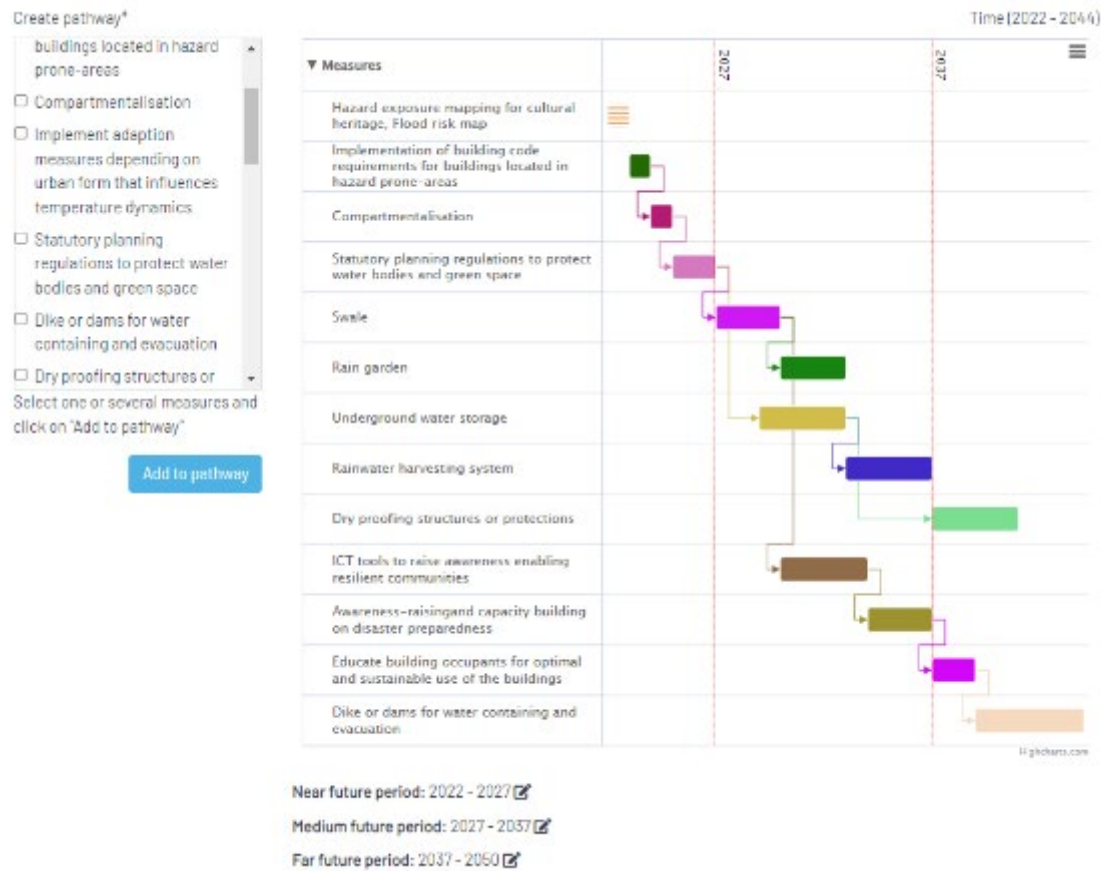 Create pathway*
buildings located in hazard
prone-areas
Compartmentalisation
Implement adaption
measures depending on
urban form that influences
temperature dynamics
Statutory planning
regulations to protect water
bodies and green space
Dike or dams for water
containing and evacuation
Dry proofing structures or
Select one or several measures and
click on "Add to pathway"
Add to pathway
Time (2022 - 2044)
▼ Measures
2027
2037
Hazard exposure mapping for cultural
heritage, Flood risk map
Implementation of building code
requirements for buildings located in
hazard prone-areas
Compartmentalisation
Statutory planning regulations to protect
water bodies and green space
Swale
Rain garden
Underground water storage
Rainwater harvesting system
Dry proofing structures or protections
ICT tools to raise awareness enabling
resilient communities
Awareness-raisingand capacity building
on disaster preparedness
Educate building occupants for optimal
and sustainable use of the buildings
Dike or dams for water containing and
evacuation
Highcharts.com
Near future period: 2022 - 2027
Medium future period: 2027 - 2037
Far future period: 2037 - 2050